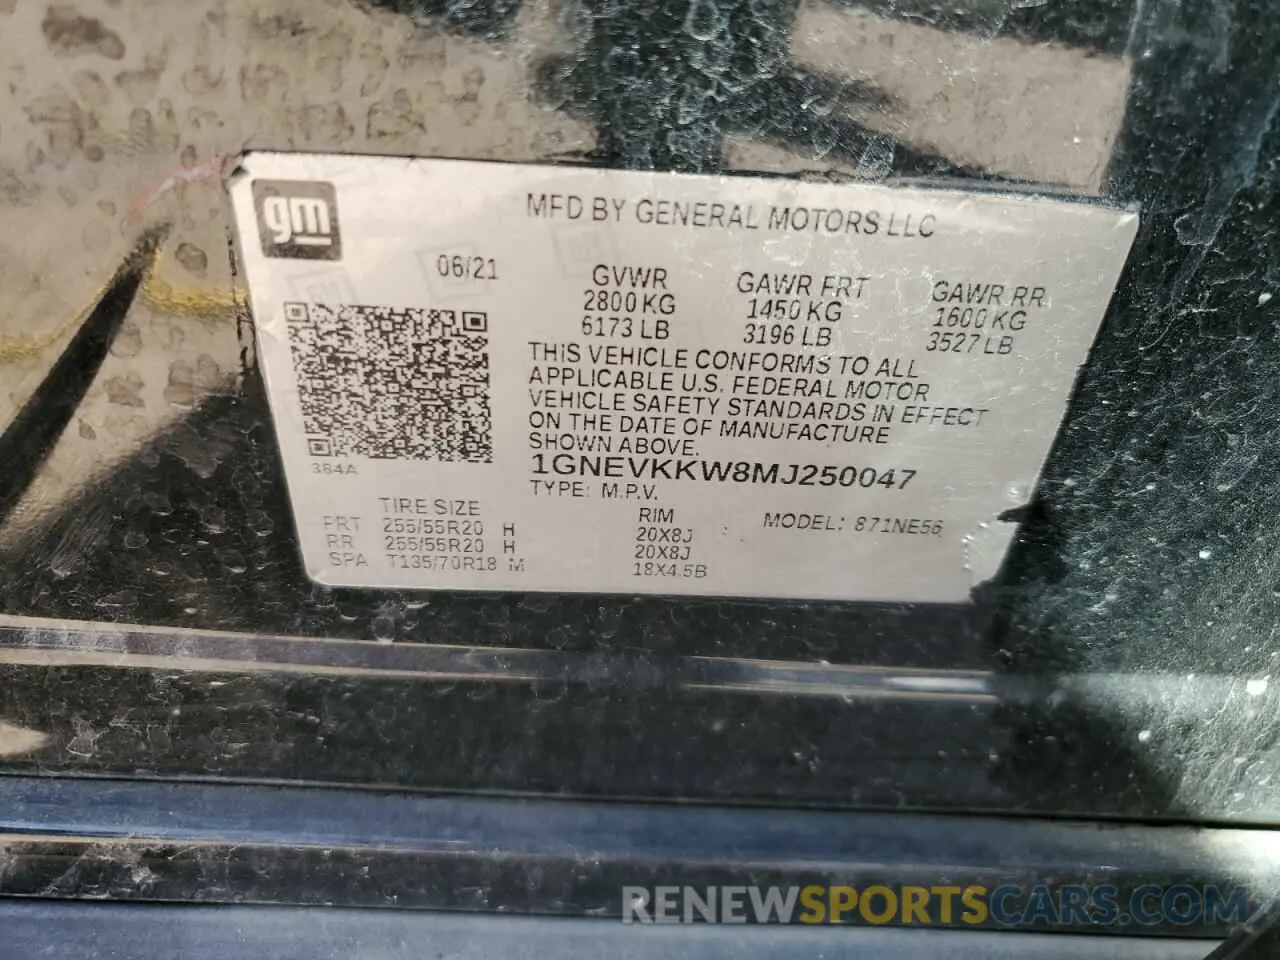 gm
MFD BY GENERAL MOTORS LLC
06/21
GVWR GAWR FRT GAWR RR
2800 KG 1450 KG 1600 KG
6173 LB 3196 LB 3527 LB
THIS VEHICLE CONFORMS TO ALL
APPLICABLE U.S. FEDERAL MOTOR
VEHICLE SAFETY STANDARDS IN EFFECT
ON THE DATE OF MANUFACTURE
SHOWN ABOVE.
384A
1GNEVKKW8MJ250047
TYPE: M.P.V.
TIRE SIZE RIM MODEL: 871NE56
FRT 255/55R20 H 20X8J
RR 255/55R20 H 20X8J
SPA T135/70R18 M 18X4.5B
RENEWSPORTSCARS.COM